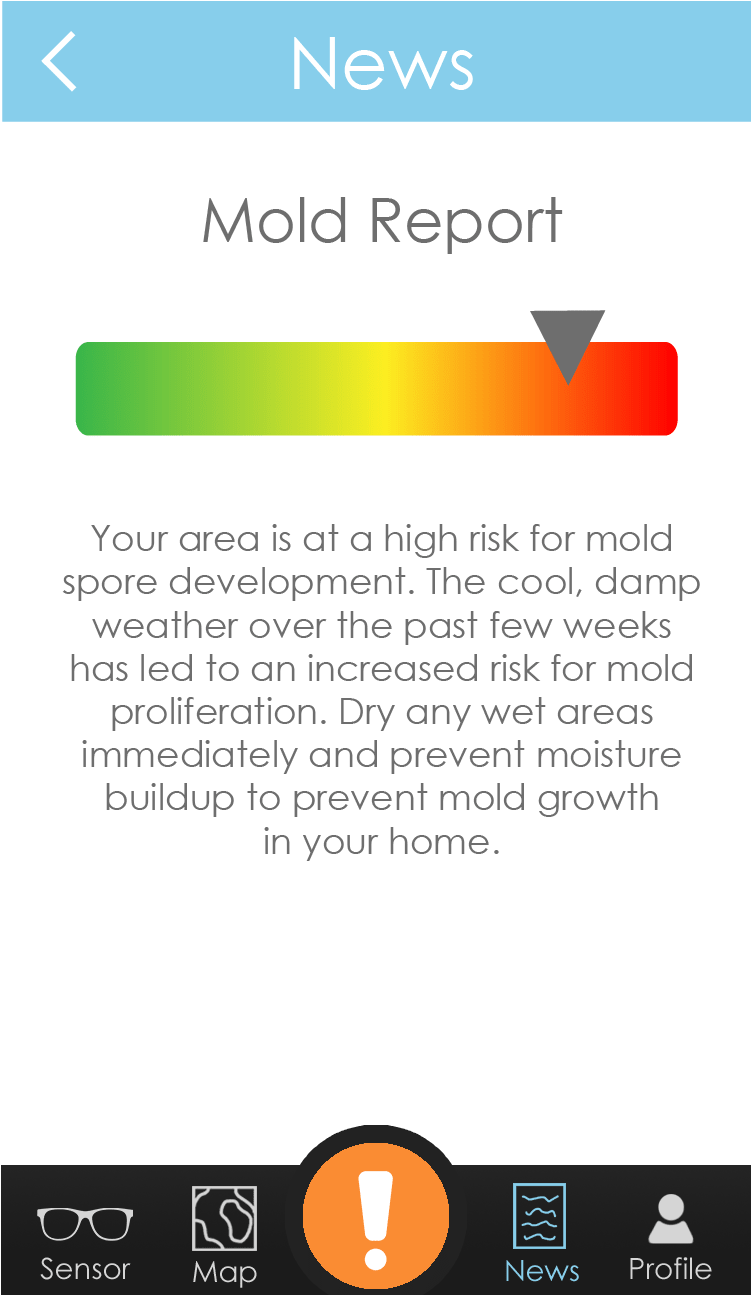 News
Mold Report
Your area is at a high risk for mold
spore development. The cool, damp
weather over the past few weeks
has led to an increased risk for mold
proliferation. Dry any wet areas
immediately and prevent moisture
buildup to prevent mold growth
in your home.
!
Sensor
Map
News
Profile